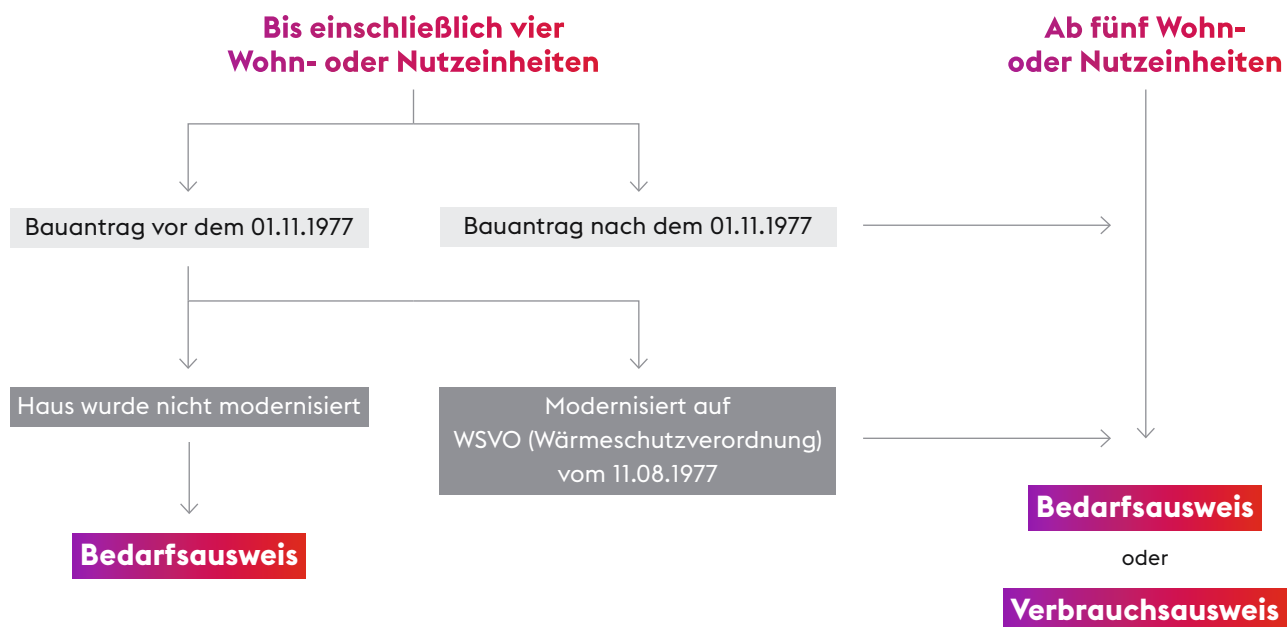 Bis einschließlich vier
Wohn- oder Nutzeinheiten
Ab fünf Wohn-
oder Nutzeinheiten
Bauantrag vor dem 01.11.1977
Bauantrag nach dem 01.11.1977
Haus wurde nicht modernisiert
Modernisiert auf
WSVO (Wärmeschutzverordnung)
vom 11.08.1977
Bedarfsausweis
Bedarfsausweis
oder
Verbrauchsausweis